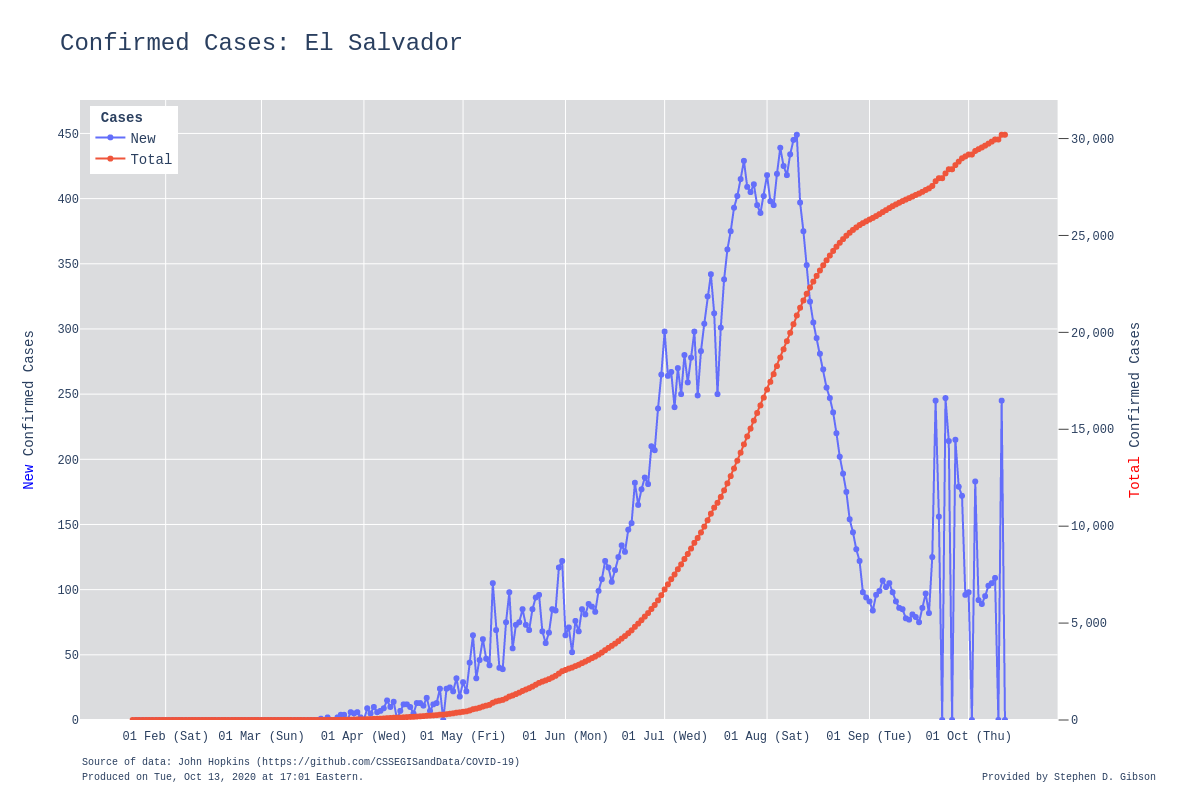 Confirmed Cases: El Salvador
Cases
New
Total
450
400
350
300
250
200
150
100
50
0
30,000
25,000
20,000
15,000
10,000
5,000
0
New Confirmed Cases
Total Confirmed Cases
01 Feb (Sat) 01 Mar (Sun) 01 Apr (Wed) 01 May (Fri) 01 Jun (Mon) 01 Jul (Wed) 01 Aug (Sat) 01 Sep (Tue) 01 Oct (Thu)
Source of data: John Hopkins (https://github.com/CSSEGISandData/COVID-19)
Produced on Tue, Oct 13, 2020 at 17:01 Eastern.
Provided by Stephen D. Gibson